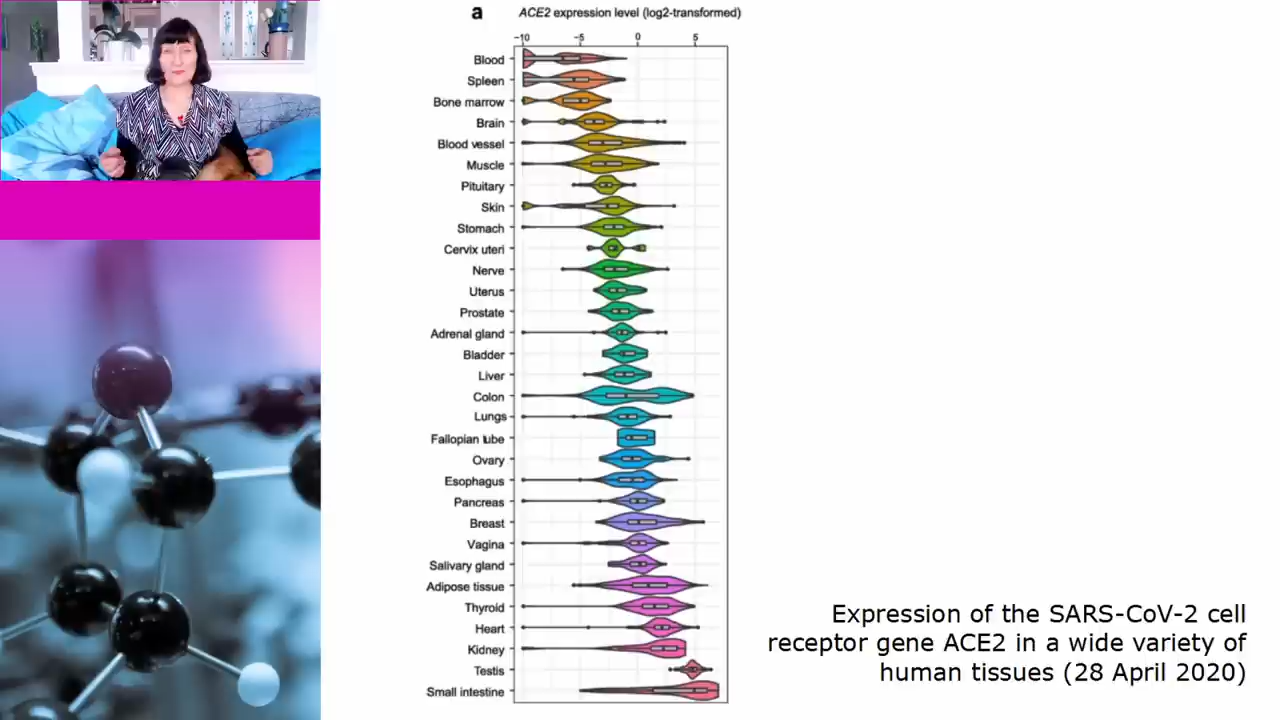 a
ACE2 expression level (log2-transformed)
-10 -5 0 5
Blood
Spleen
Bone marrow
Brain
Blood vessel
Muscle
Pituitary
Skin
Stomach
Cervix uteri
Nerve
Uterus
Prostate
Adrenal gland
Bladder
Liver
Colon
Lungs
Fallopian tube
Ovary
Esophagus
Pancreas
Breast
Vagina
Salivary gland
Adipose tissue
Thyroid
Heart
Kidney
Testis
Small intestine
Expression of the SARS-CoV-2 cell
receptor gene ACE2 in a wide variety of
human tissues (28 April 2020)